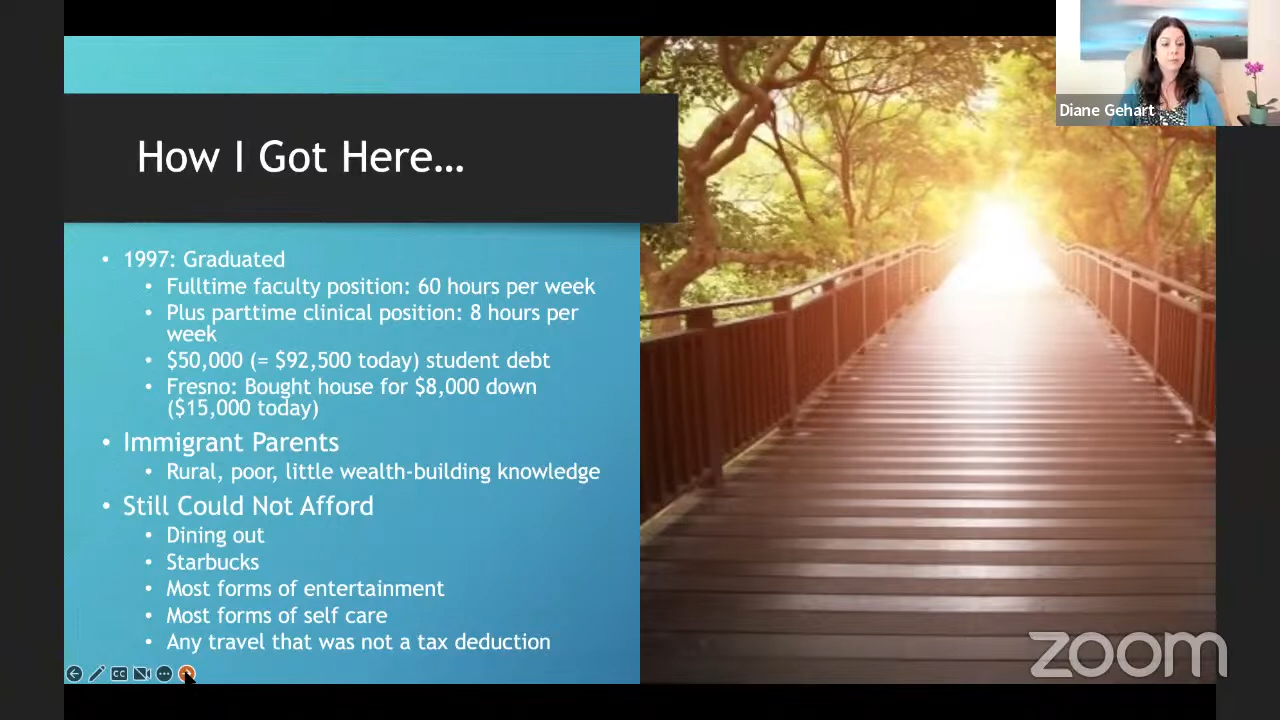 Diane Gehart
How I Got Here...
• 1997: Graduated
• Fulltime faculty position: 60 hours per week
• Plus parttime clinical position: 8 hours per
week
• $50,000 (= $92,500 today) student debt
• Fresno: Bought house for $8,000 down
($15,000 today)
• Immigrant Parents
• Rural, poor, little wealth-building knowledge
• Still Could Not Afford
• Dining out
• Starbucks
• Most forms of entertainment
• Most forms of self care
• Any travel that was not a tax deduction
CC
zoom